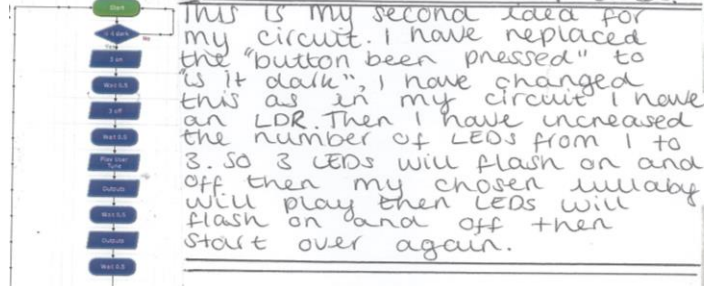 Start
is it dark
No
Yes
3 on
Wait 0.5
3 off
Wait 0.5
Play User
Tune
Outputs
Wait 0.5
Outputs
Wait 0.5
This is my second idea for
my circuit. I have replaced
the "button been pressed" to
"is it dark", I have changed
this as in my circuit I have
an LDR. Then I have increased
the number of LEDs from 1 to
3. So 3 LEDs will flash on and
off then my chosen lullaby
will play then LEDs will
flash on and off then
start over again.